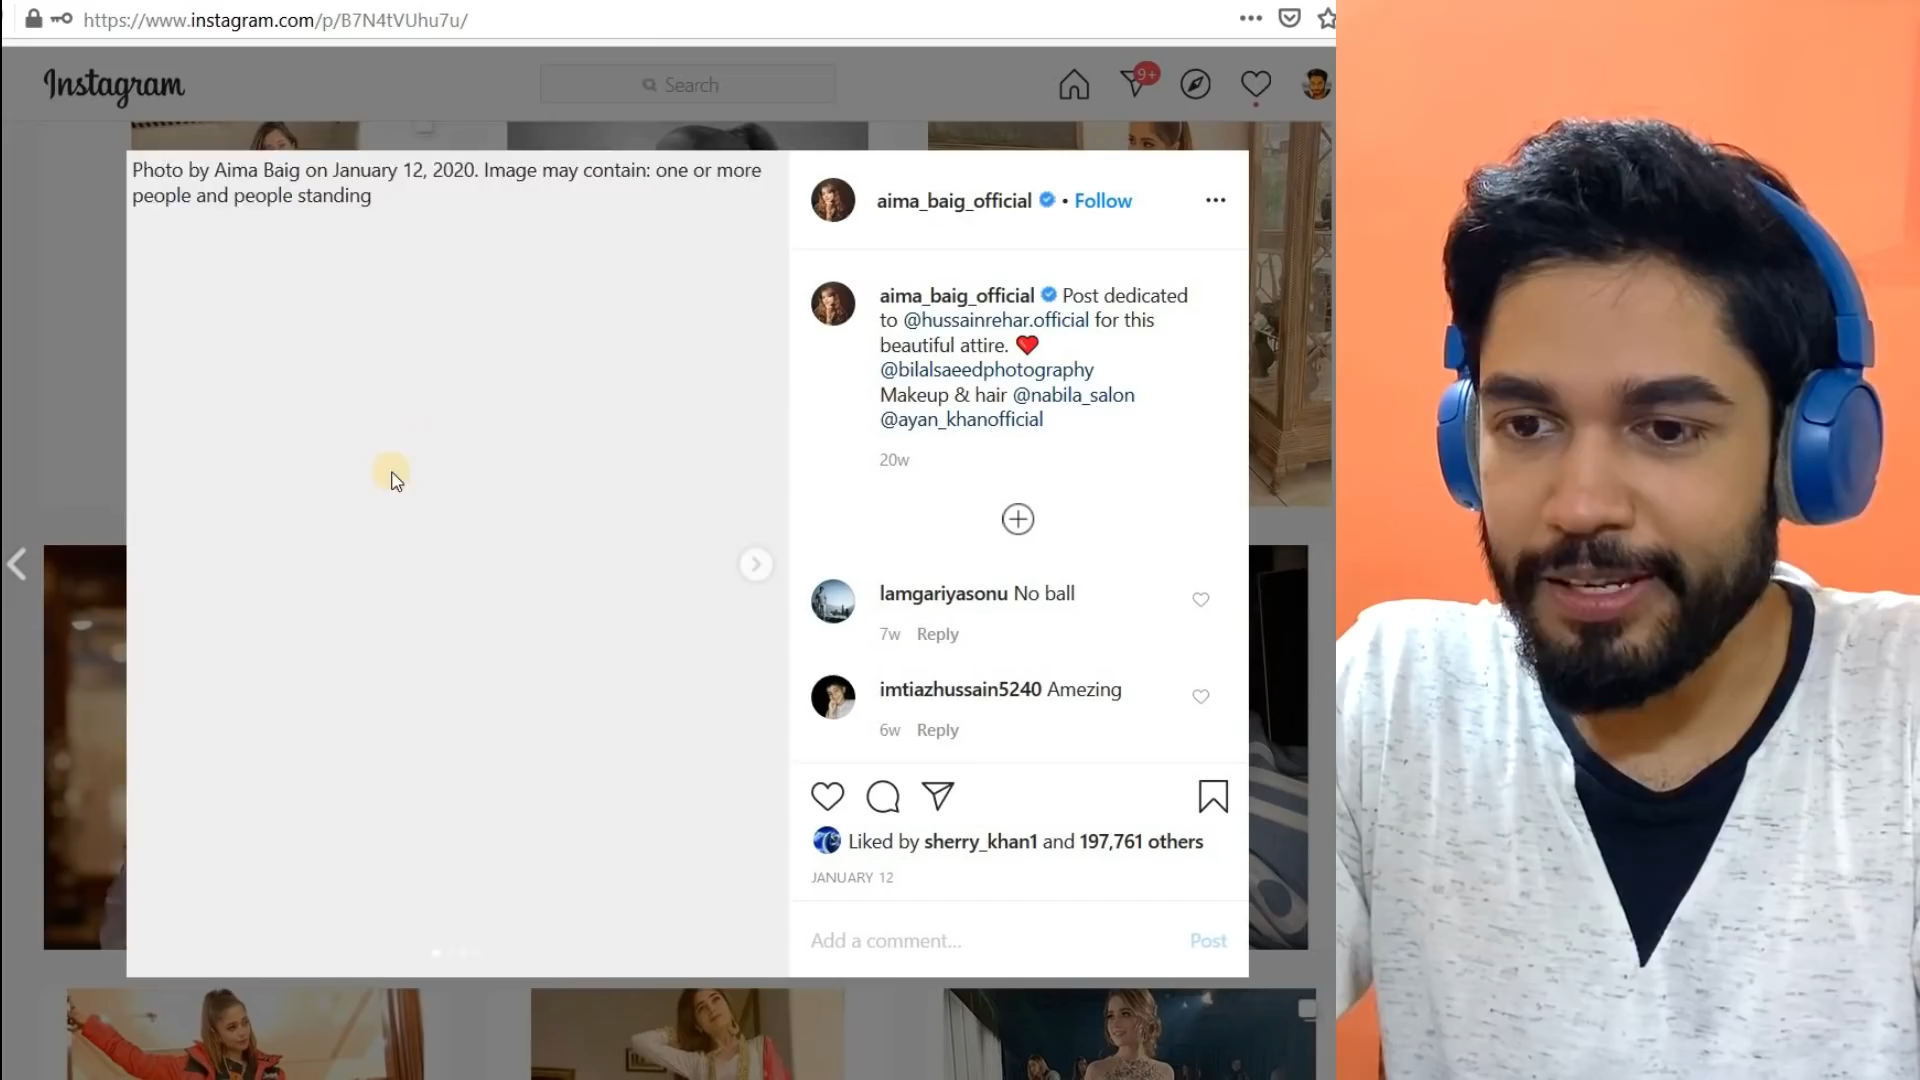 https://www.instagram.com/p/B7N4tVUhu7u/
Instagram
Search
9+
Photo by Aima Baig on January 12, 2020. Image may contain: one or more
people and people standing
aima_baig_official • Follow
aima_baig_official Post dedicated
to @hussainrehar.official for this
beautiful attire. ❤️
@bilalsaeedphotography
Makeup & hair @nabila_salon
@ayan_khanofficial
20w
lamgariyasonu No ball
7w Reply
imtiazhussain5240 Amezing
6w Reply
Liked by sherry_khan1 and 197,761 others
JANUARY 12
Add a comment... Post